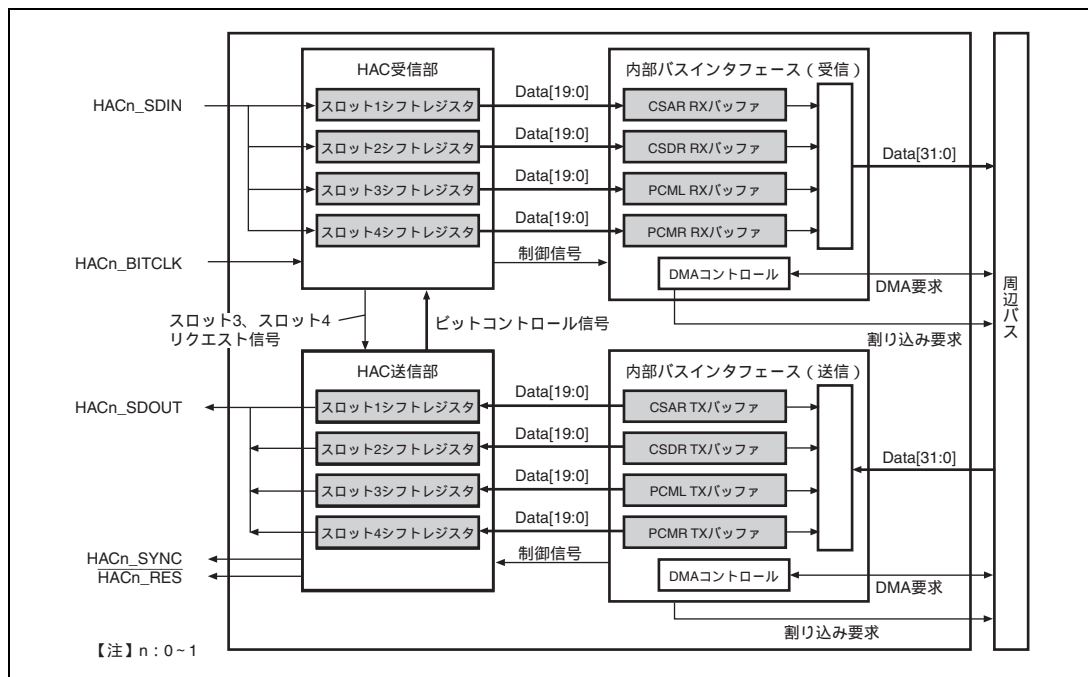 HAC受信部
内部バスインタフェース（受信）
HACn_SDIN
スロット1シフトレジスタ
Data[19:0]
CSAR RXバッファ
スロット2シフトレジスタ
Data[19:0]
CSDR RXバッファ
Data[31:0]
スロット3シフトレジスタ
Data[19:0]
PCML RXバッファ
スロット4シフトレジスタ
Data[19:0]
PCMR RXバッファ
HACn_BITCLK
制御信号
DMAコントロール
DMA要求
周辺バス
スロット3、スロット4
リクエスト信号
ビットコントロール信号
割り込み要求
HAC送信部
内部バスインタフェース（送信）
HACn_SDOUT
スロット1シフトレジスタ
Data[19:0]
CSAR TXバッファ
スロット2シフトレジスタ
Data[19:0]
CSDR TXバッファ
Data[31:0]
スロット3シフトレジスタ
Data[19:0]
PCML TXバッファ
スロット4シフトレジスタ
Data[19:0]
PCMR TXバッファ
HACn_SYNC
HACn_RES
制御信号
DMAコントロール
DMA要求
割り込み要求
【注】n：0~1